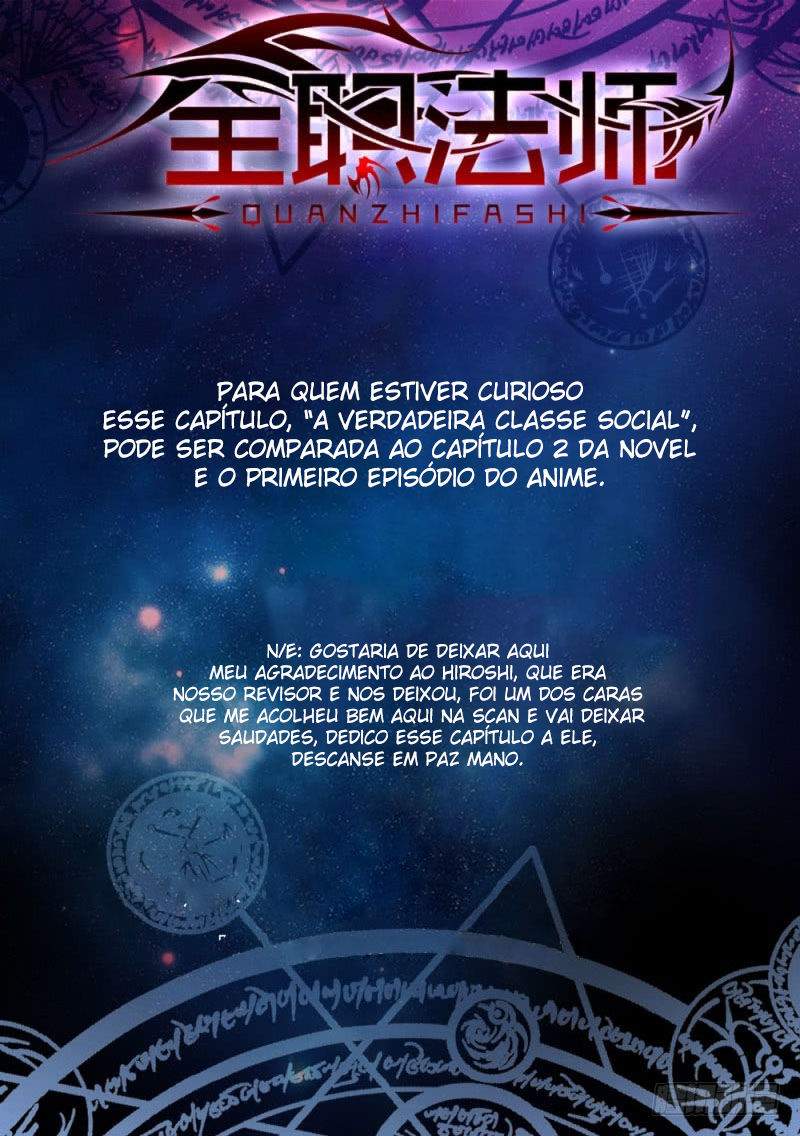 全职法师
QUANZHIFASHI
PARA QUEM ESTIVER CURIOSO
ESSE CAPÍTULO, "A VERDADEIRA CLASSE SOCIAL",
PODE SER COMPARADA AO CAPÍTULO 2 DA NOVEL
E O PRIMEIRO EPISÓDIO DO ANIME.
N/E: GOSTARIA DE DEIXAR AQUI
MEU AGRADECIMENTO AO HIROSHI, QUE ERA
NOSSO REVISOR E NOS DEIXOU, FOI UM DOS CARAS
QUE ME ACOLHEU BEM AQUI NA SCAN E VAI DEIXAR
SAUDADES, DEDICO ESSE CAPÍTULO A ELE,
DESCANSE EM PAZ MANO.